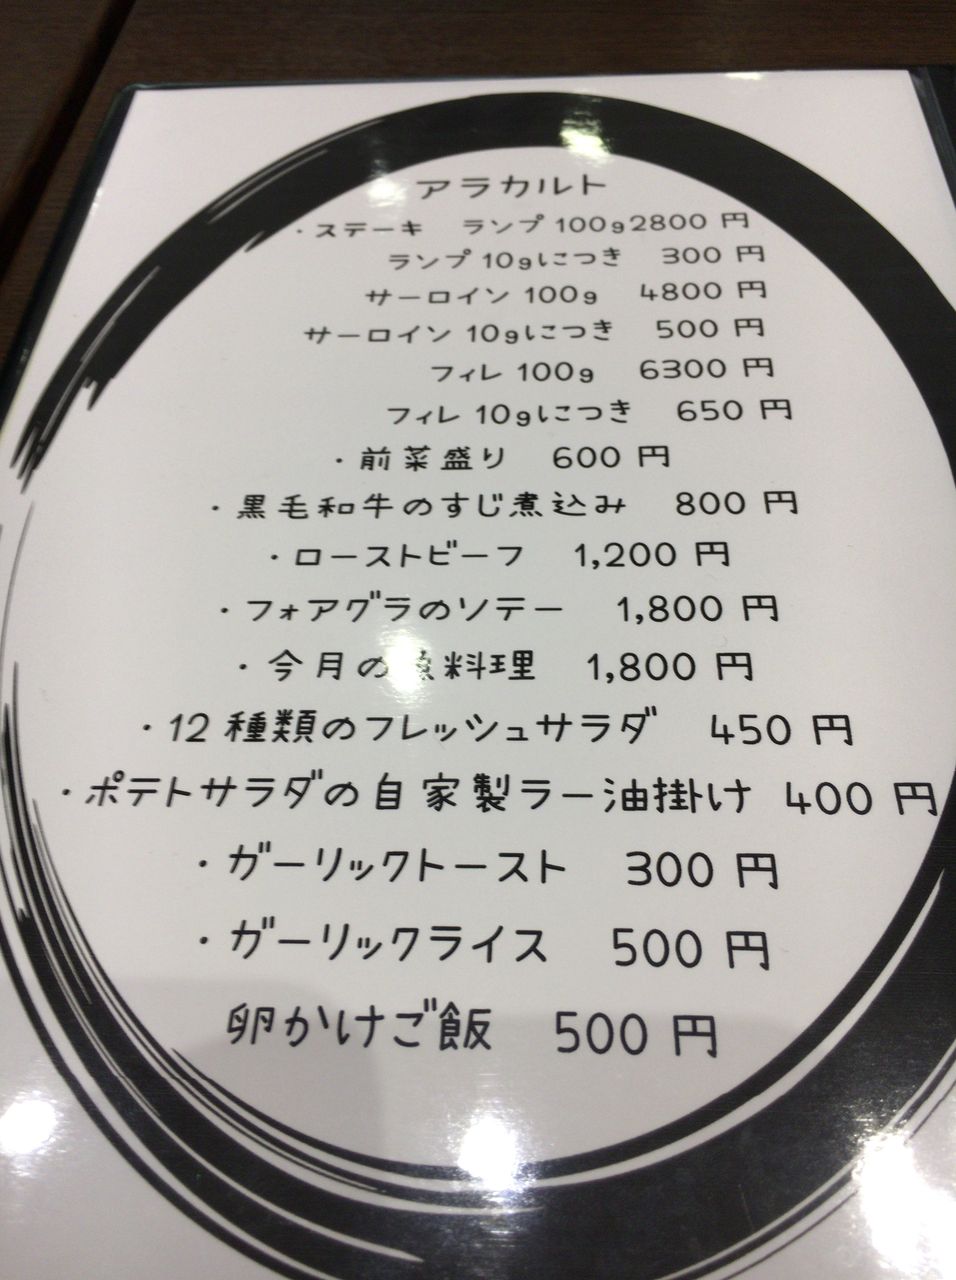 アラカルト
・ステーキ ランプ 100g2800 円
ランプ 10gにつき 300 円
サーロイン 100g 4800 円
サーロイン 10gにつき 500 円
フィレ 100g 6300 円
フィレ 10gにつき 650 円
・前菜盛り 600 円
・黒毛和牛のすじ煮込み 800 円
・ローストビーフ 1,200 円
・フォアグラのソテー 1,800 円
・今月の魚料理 1,800 円
・12 種類のフレッシュサラダ 450 円
・ポテトサラダの自家製ラー油掛け 400 円
・ガーリックトースト 300 円
・ガーリックライス 500 円
卵かけご飯 500 円